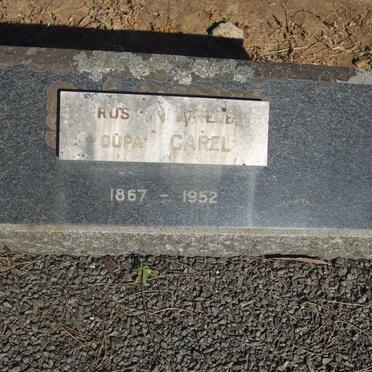 RUS IN VREDE
OUPA CAREL
1867 - 1952